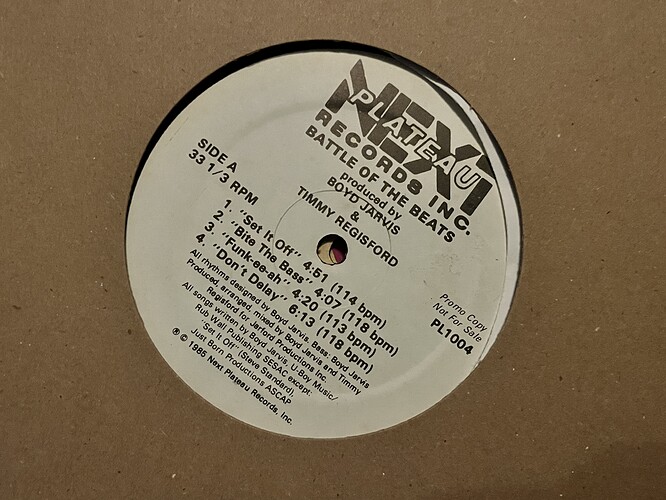 NEXT
PLATEAU
RECORDS INC.
BATTLE OF THE BEATS
produced by
BOYD JARVIS
&
TIMMY REGISFORD
SIDE A
33 1/3 RPM
1. "Set It Off" 4:51 (114 bpm)
2. "Bite The Bass" 4:07 (118 bpm)
3. "Funk-ee-ah" 4:20 (113 bpm)
4. "Don't Delay" 6:13 (118 bpm)
Promo Copy
Not For Sale
PL1004
All rhythms designed by Boyd Jarvis, Bass: Boyd Jarvis
Produced, arranged, mixed by Boyd Jarvis and Timmy
Regisford for Jarford Productions Inc.
All songs written by Boyd Jarvis, U-Boy Music/
Rub Wall Publishing SESAC except:
"Set It Off" (Steve Standard),
Just Born Productions ASCAP
℗ © 1985 Next Plateau Records, Inc.